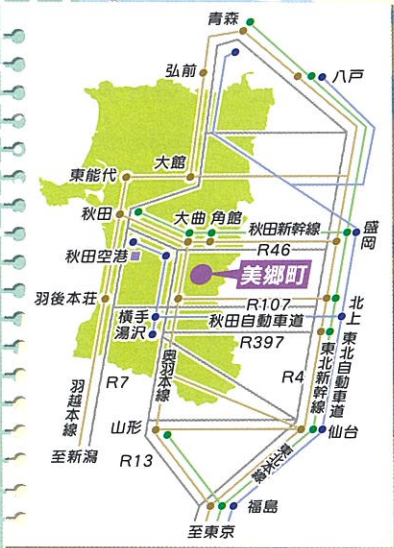 青森
弘前
八戸
大館
東能代
秋田
大曲 角館
秋田新幹線
盛岡
R46
秋田空港
美郷町
羽後本荘
R107
北上
横手
秋田自動車道
湯沢
R397
奥羽本線
R7
R4
東北新幹線
東北自動車道
羽越本線
山形
仙台
東北本線
至新潟
R13
福島
至東京